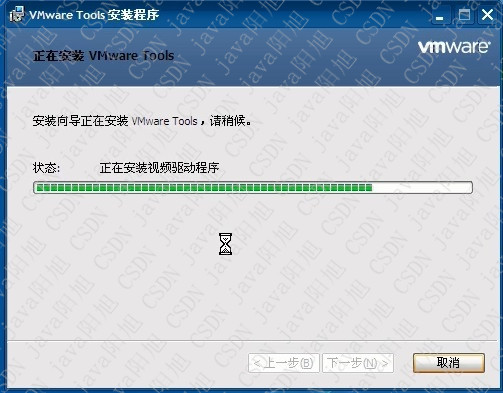 VMware Tools 安装程序
正在安装 VMware Tools
vmware
安装向导正在安装 VMware Tools，请稍候。
状态: 正在安装视频驱动程序
< 上一步(B) 下一步(N) > 取消
CSDN java阳旭